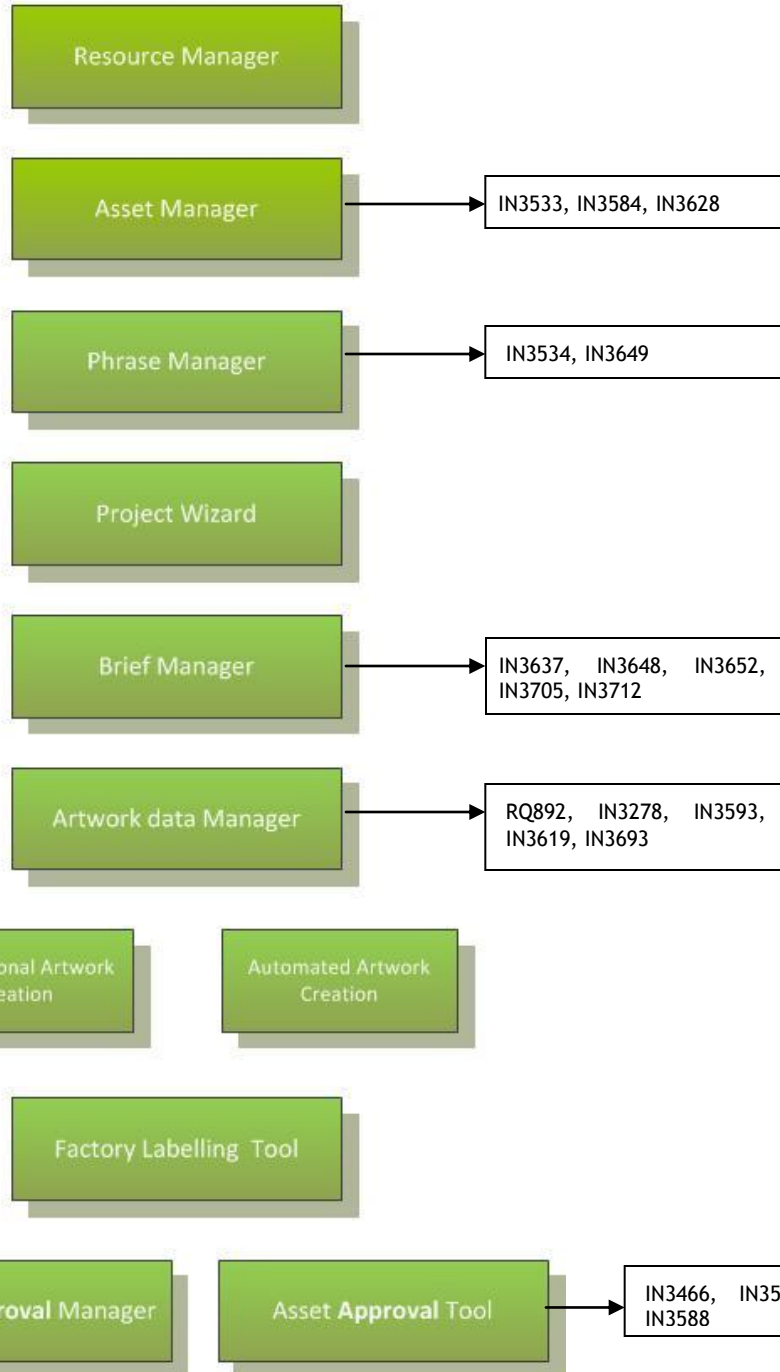 Resource Manager
Asset Manager
IN3533, IN3584, IN3628
Phrase Manager
IN3534, IN3649
Project Wizard
Brief Manager
IN3637, IN3648, IN3652,
IN3705, IN3712
Artwork data Manager
RQ892, IN3278, IN3593,
IN3619, IN3693
Artwork
Automated Artwork
Creation
Factory Labelling Tool
Manager
Asset Approval Tool
IN3466,
IN3588